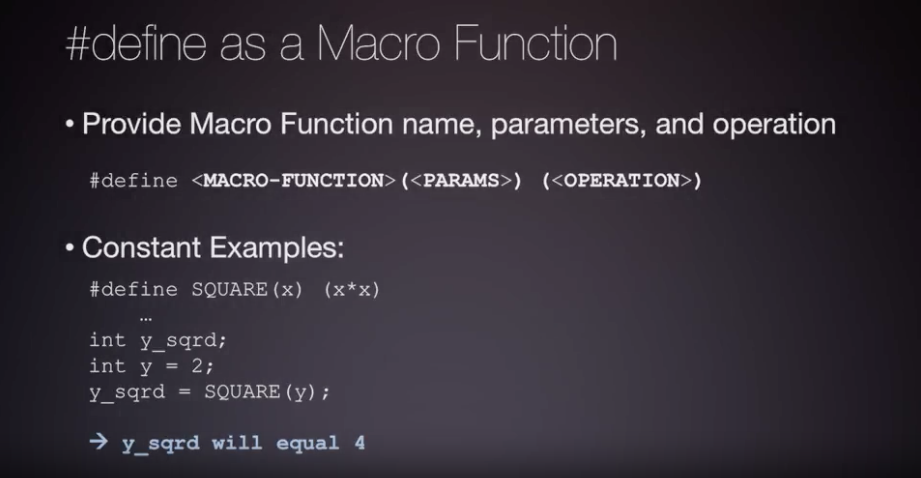 #define as a Macro Function
• Provide Macro Function name, parameters, and operation
#define <MACRO-FUNCTION>(<PARAMS>) (<OPERATION>)
• Constant Examples:
#define SQUARE(x) (x*x)
…
int y_sqrd;
int y = 2;
y_sqrd = SQUARE(y);
→ y_sqrd will equal 4